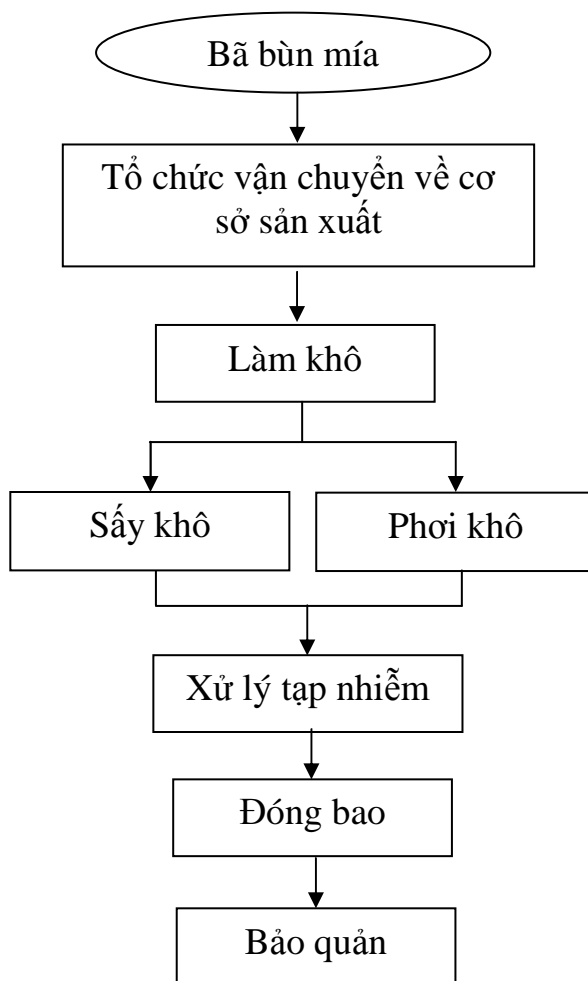 Bã bùn mía
Tổ chức vận chuyển về cơ
sở sản xuất
Làm khô
Sấy khô
Phơi khô
Xử lý tạp nhiễm
Đóng bao
Bảo quản